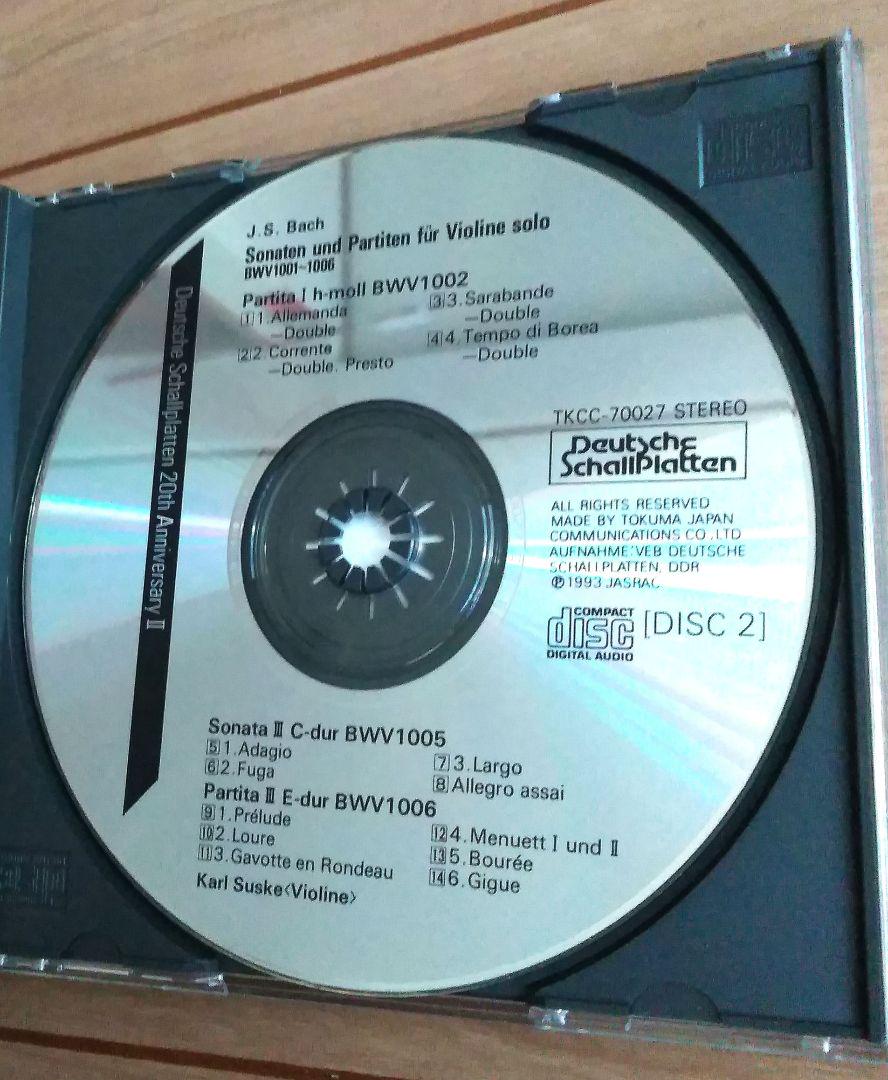 J.S. Bach
Sonaten und Partiten für Violine solo
BWV1001~1006
Partita Ⅰ h-moll BWV1002
1 1. Allemanda
—Double
2 2. Corrente
—Double. Presto
3 3. Sarabande
—Double
4 4. Tempo di Borea
—Double
Deutsche Schallplatten 20th Anniversary Ⅱ
TKCC-70027 STEREO
Deutsche
Schallplatten
ALL RIGHTS RESERVED
MADE BY TOKUMA JAPAN
COMMUNICATIONS CO.,LTD
AUFNAHME:VEB DEUTSCHE
SCHALLPLATTEN, DDR
℗1993 JASRAC
COMPACT
disc
DIGITAL AUDIO
[DISC 2]
Sonata Ⅲ C-dur BWV1005
5 1. Adagio
6 2. Fuga
7 3. Largo
8 Allegro assai
Partita Ⅲ E-dur BWV1006
9 1. Prélude
10 2. Loure
11 3. Gavotte en Rondeau
12 4. Menuett Ⅰ und Ⅱ
13 5. Bourée
14 6. Gigue
Karl Suske〈Violine〉